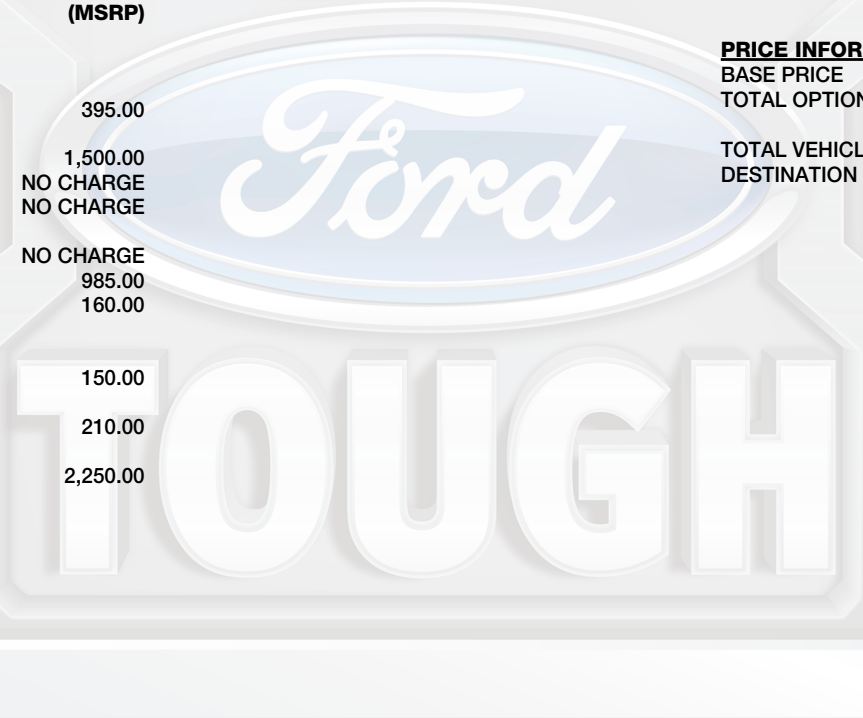 (MSRP)
395.00
1,500.00
NO CHARGE
NO CHARGE
NO CHARGE
985.00
160.00
150.00
210.00
2,250.00
PRICE INFOR
BASE PRICE
TOTAL OPTION
TOTAL VEHICL
DESTINATION
Ford
TOUGH